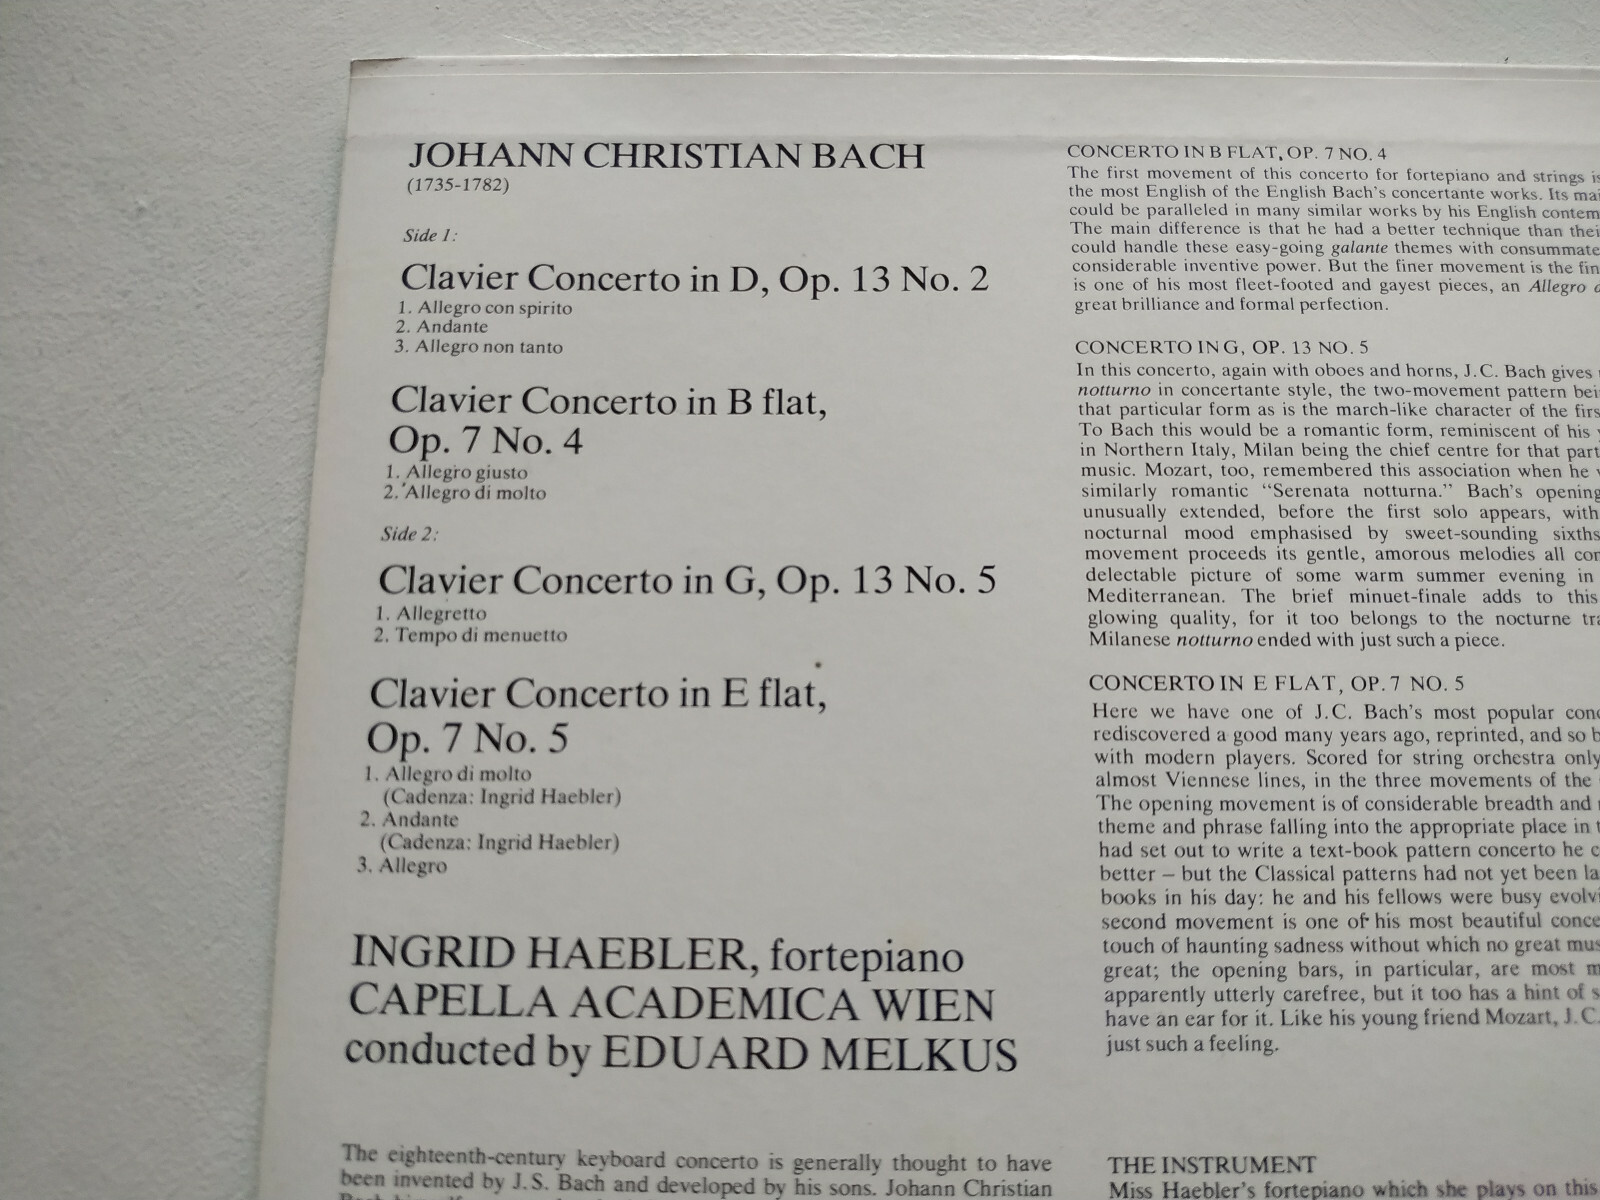 JOHANN CHRISTIAN BACH
(1735-1782)
Side 1:
Clavier Concerto in D, Op. 13 No. 2
1. Allegro con spirito
2. Andante
3. Allegro non tanto
Clavier Concerto in B flat,
Op. 7 No. 4
1. Allegro giusto
2. Allegro di molto
Side 2:
Clavier Concerto in G, Op. 13 No. 5
1. Allegretto
2. Tempo di menuetto
Clavier Concerto in E flat,
Op. 7 No. 5
1. Allegro di molto
(Cadenza: Ingrid Haebler)
2. Andante
(Cadenza: Ingrid Haebler)
3. Allegro
INGRID HAEBLER, fortepiano
CAPELLA ACADEMICA WIEN
conducted by EDUARD MELKUS
The eighteenth-century keyboard concerto is generally thought to have
been invented by J.S. Bach and developed by his sons. Johann Christian
CONCERTO IN B FLAT, OP. 7 NO. 4
The first movement of this concerto for fortepiano and strings is
the most English of the English Bach's concertante works. Its
could be paralleled in many similar works by his English
The main difference is that he had a better technique than
could handle these easy-going galante themes with consummate
considerable inventive power. But the finer movement is the
is one of his most fleet-footed and gayest pieces, an Allegro
great brilliance and formal perfection.
CONCERTO IN G, OP. 13 NO. 5
In this concerto, again with oboes and horns, J.C. Bach gives
notturno in concertante style, the two-movement pattern
that particular form as is the march-like character of the
To Bach this would be a romantic form, reminiscent of his
in Northern Italy, Milan being the chief centre for that
music. Mozart, too, remembered this association when he
similarly romantic “Serenata notturna.” Bach's opening
unusually extended, before the first solo appears, with
nocturnal mood emphasised by sweet-sounding sixths
movement proceeds its gentle, amorous melodies all
delectable picture of some warm summer evening in
Mediterranean. The brief minuet-finale adds to this
glowing quality, for it too belongs to the nocturne
Milanese notturno ended with just such a piece.
CONCERTO IN E FLAT, OP. 7 NO. 5
Here we have one of J.C. Bach's most popular
rediscovered a good many years ago, reprinted, and so
with modern players. Scored for string orchestra only
almost Viennese lines, in the three movements of the
The opening movement is of considerable breadth and
theme and phrase falling into the appropriate place in
had set out to write a text-book pattern concerto he
better – but the Classical patterns had not yet been
books in his day: he and his fellows were busy
second movement is one of his most beautiful
touch of haunting sadness without which no great
great; the opening bars, in particular, are most
apparently utterly carefree, but it too has a hint of
have an ear for it. Like his young friend Mozart, J.C.
just such a feeling.
THE INSTRUMENT
Miss Haebler's fortepiano which she plays on this